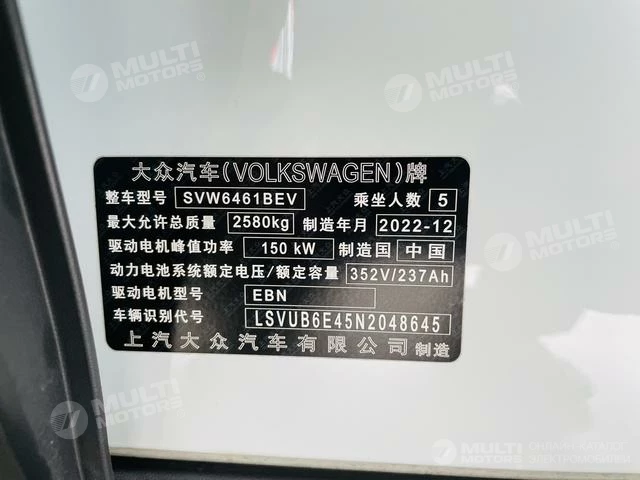 MULTI
MOTORS®
MULTI
MOTORS®
大众汽车(VOLKSWAGEN)牌
整车型号 SVW6461BEV 乘坐人数 5
最大允许总质量 2580kg 制造年月 2022-12
驱动电机峰值功率 150 kW 制造国 中国
动力电池系统额定电压/额定容量 352V/237Ah
驱动电机型号 EBN
车辆识别代号 LSVUB6E45N2048645
上汽大众汽车有限公司 制造
MULTI
MOTORS®
MULTI
MOTORS
ОНЛАЙН-КАТАЛОГ
ЭЛЕКТРОМОБИЛЕЙ